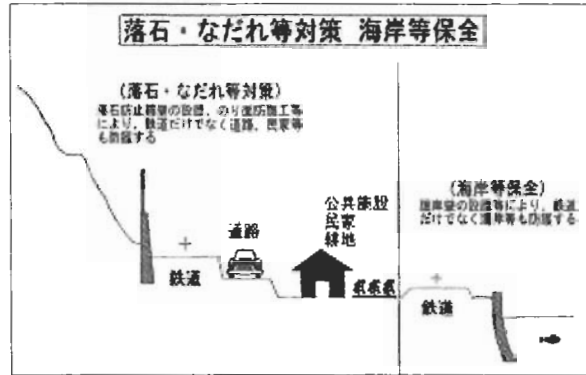 落石・なだれ等対策 海岸等保全
(落石・なだれ等対策)
落石防止擁壁の設置、のり面防護工等
により、鉄道だけでなく道路、民家等
も防護する
(海岸等保全)
護岸壁の設置等により、鉄道
だけでなく海岸等も防護する
公共施設
民家
耕地
道路
鉄道
鉄道